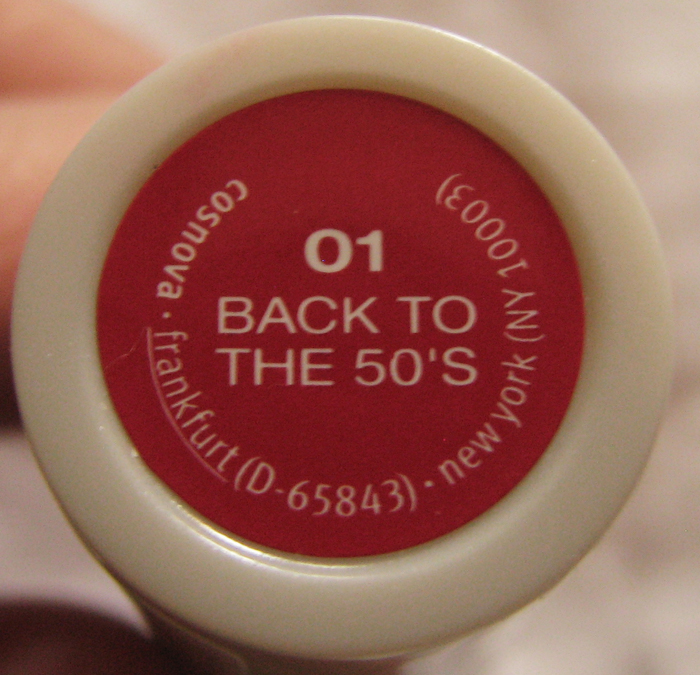 01
BACK TO
THE 50'S
cosnova · frankfurt (D-65843) · new york (NY 10003)